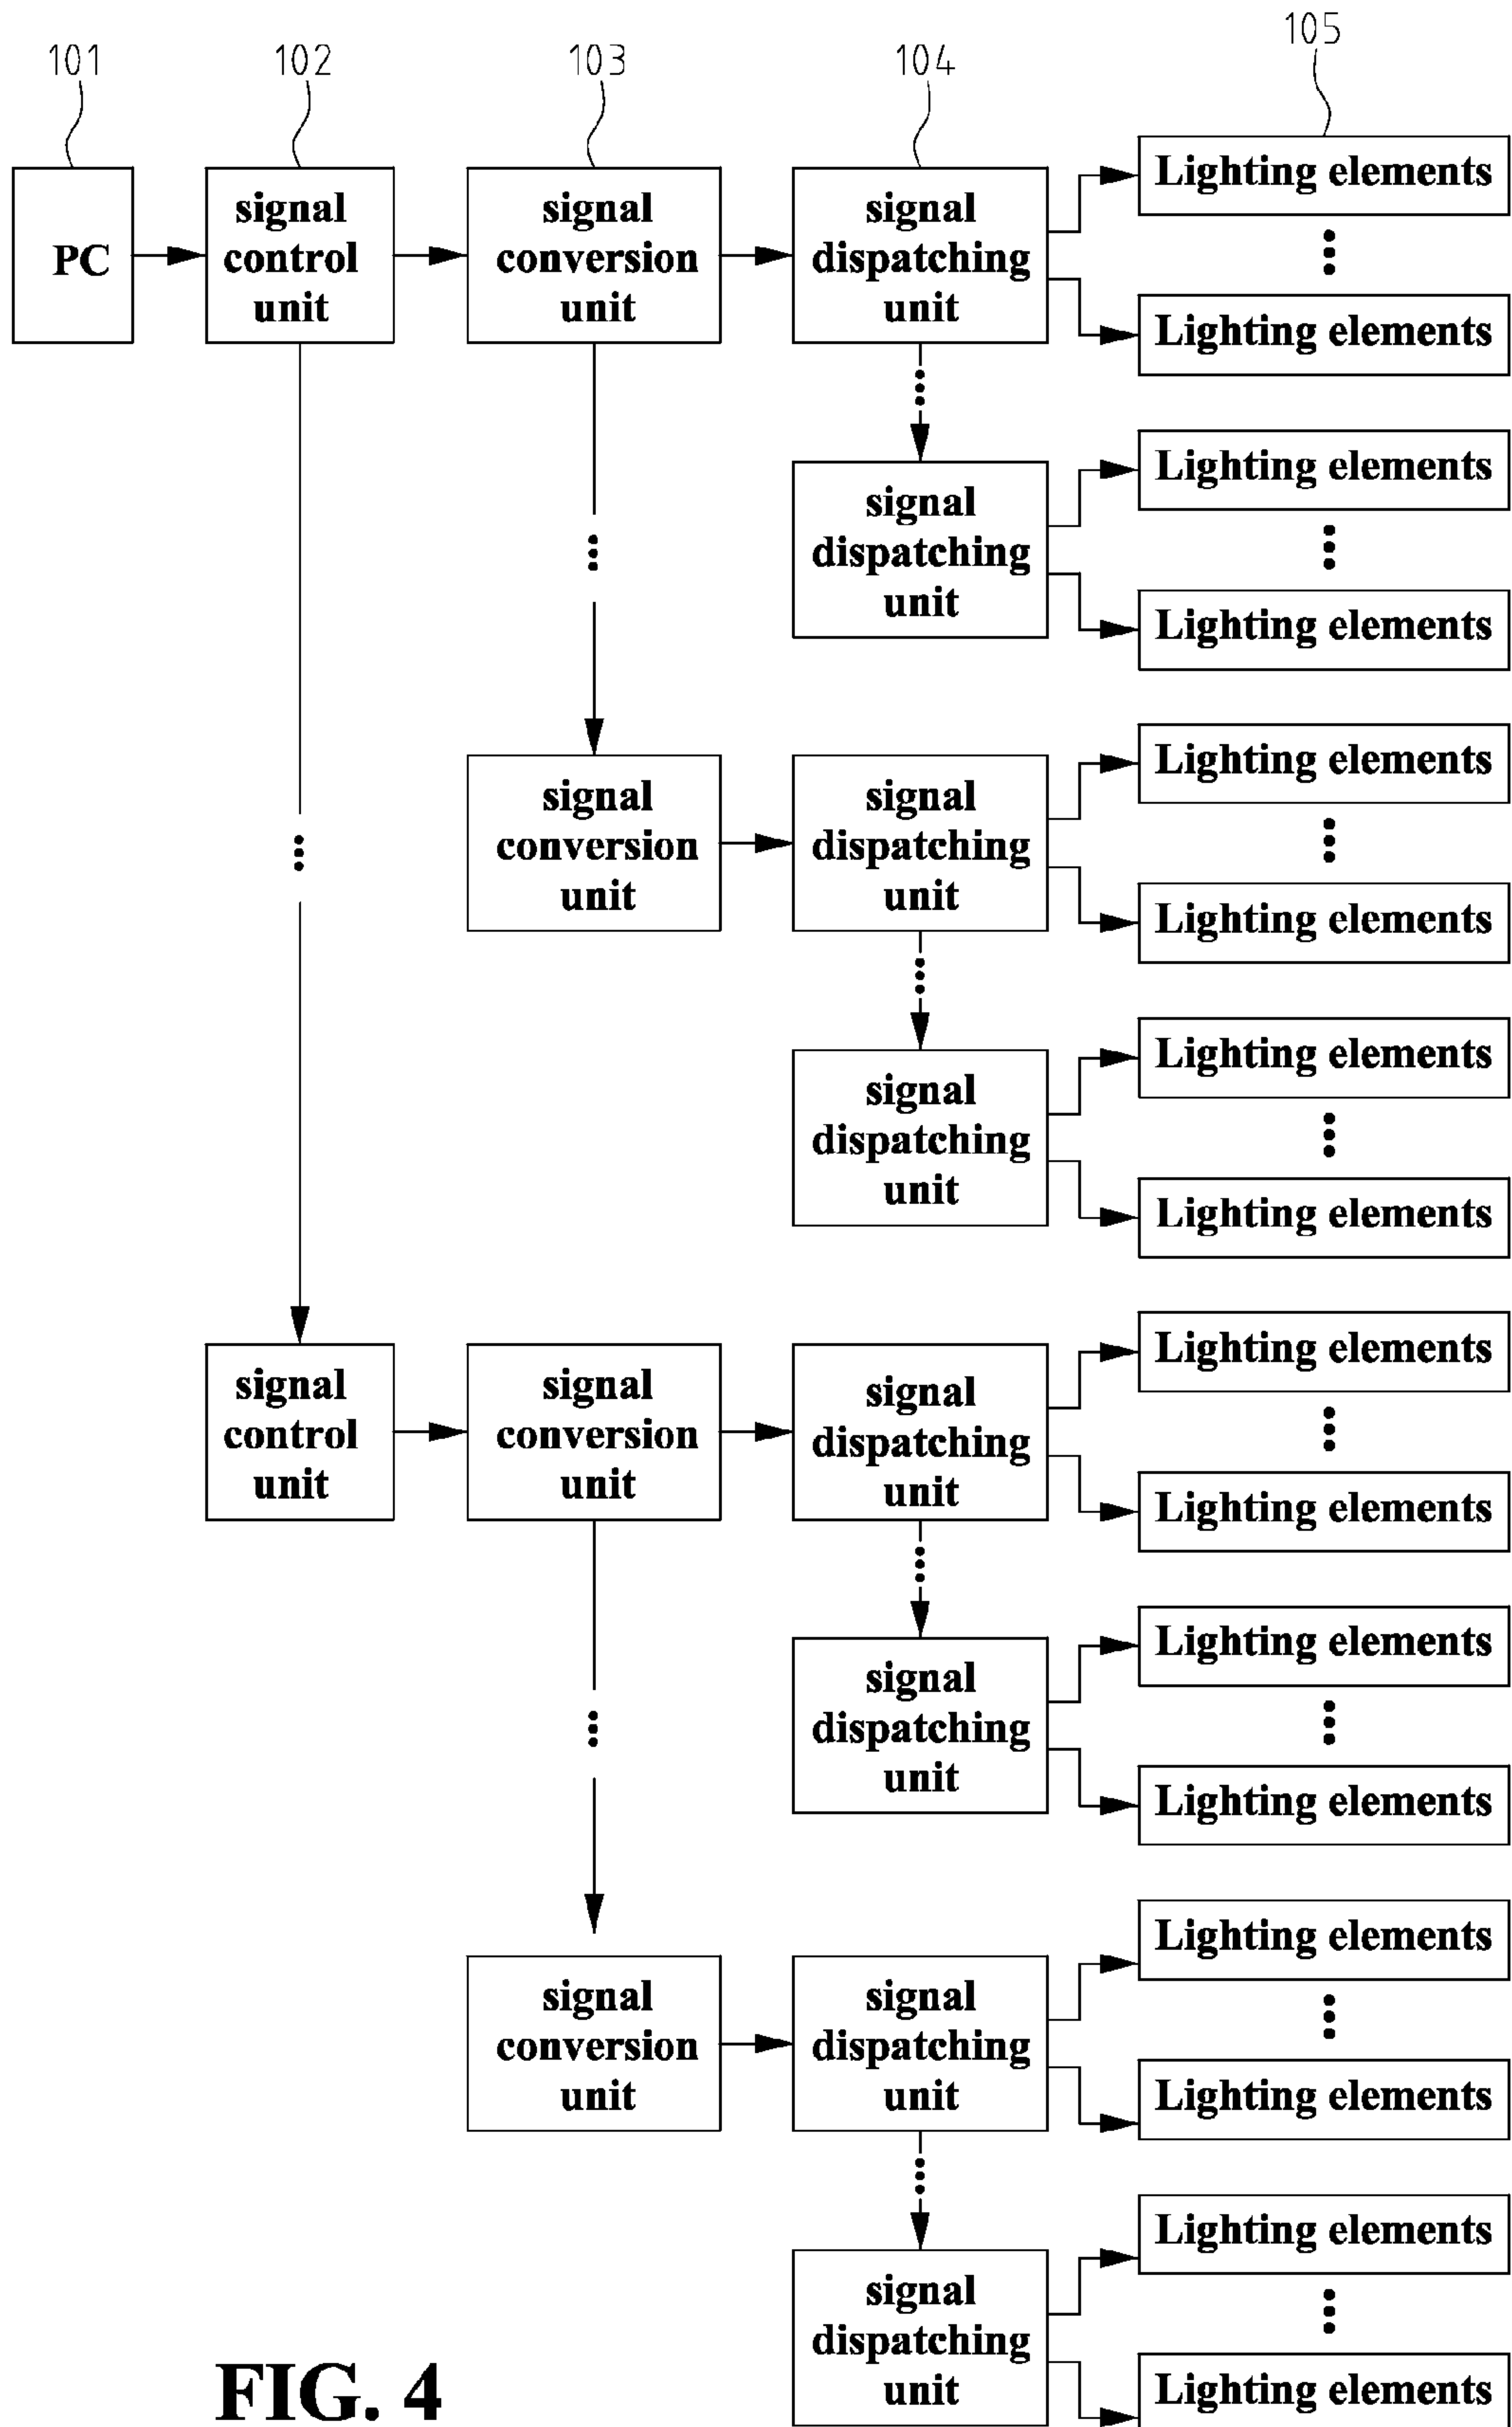 101 102 103 104 105
PC
signal
control
unit
signal
conversion
unit
signal
dispatching
unit
Lighting elements
Lighting elements
signal
dispatching
unit
Lighting elements
Lighting elements
signal
conversion
unit
signal
dispatching
unit
Lighting elements
Lighting elements
signal
dispatching
unit
Lighting elements
Lighting elements
signal
control
unit
signal
conversion
unit
signal
dispatching
unit
Lighting elements
Lighting elements
signal
dispatching
unit
Lighting elements
Lighting elements
signal
conversion
unit
signal
dispatching
unit
Lighting elements
Lighting elements
signal
dispatching
unit
Lighting elements
Lighting elements
FIG. 4